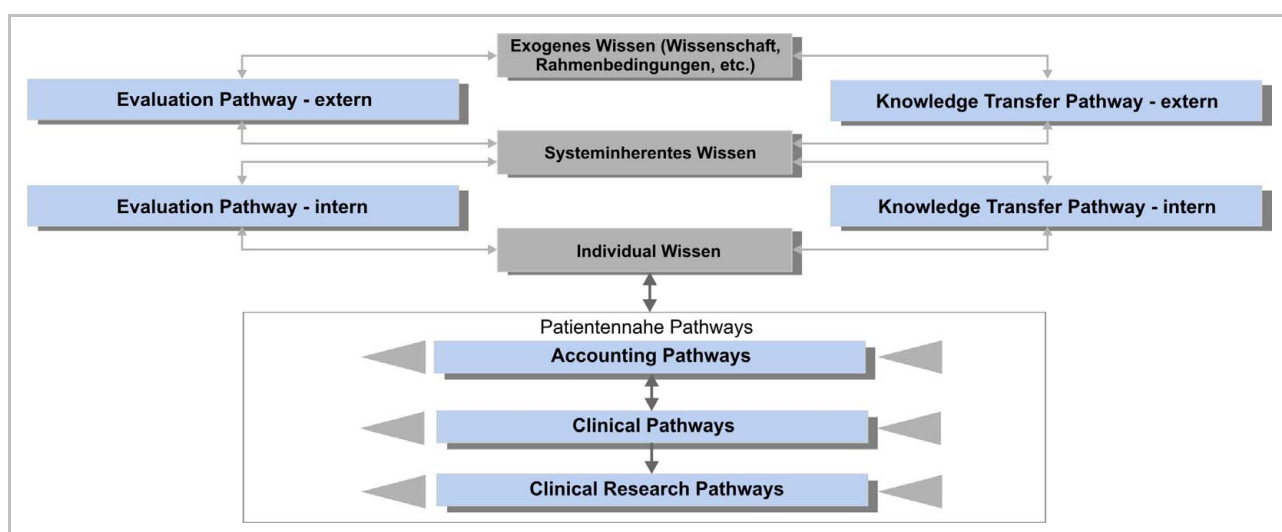 Exogenes Wissen (Wissenschaft,
Rahmenbedingungen, etc.)
Evaluation Pathway - extern
Knowledge Transfer Pathway - extern
Systeminherentes Wissen
Evaluation Pathway - intern
Knowledge Transfer Pathway - intern
Individual Wissen
Patientennahe Pathways
Accounting Pathways
Clinical Pathways
Clinical Research Pathways